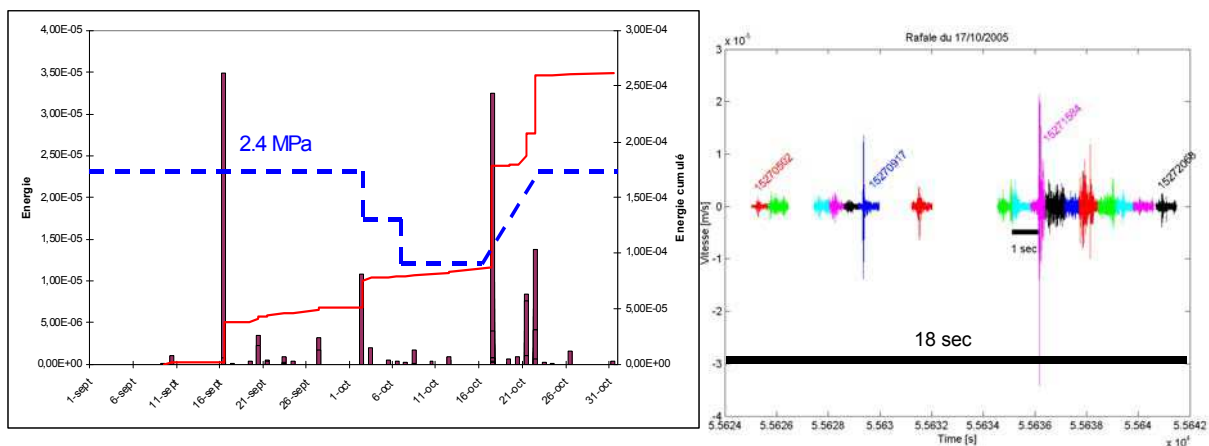 4,00E-05
3,50E-05
3,00E-05
2,50E-05
2,00E-05
1,50E-05
1,00E-05
5,00E-06
0,00E+00
Energie
2.4 MPa
3,00E-04
2,50E-04
2,00E-04
1,50E-04
1,00E-04
5,00E-05
0,00E+00
Energie cumulé
1-sept
6-sept
11-sept
16-sept
21-sept
26-sept
1-oct
6-oct
11-oct
16-oct
21-oct
26-oct
31-oct
Rafale du 17/10/2005
x 10⁻⁴
3
2
1
0
-1
-2
-3
-4
Vitesse [m/s]
15270502
15270917
15271584
15272068
1 sec
18 sec
5.5624
5.5626
5.5628
5.563
5.5632
5.5634
5.5636
5.5638
5.564
5.5642
Time [s]
x 10⁴